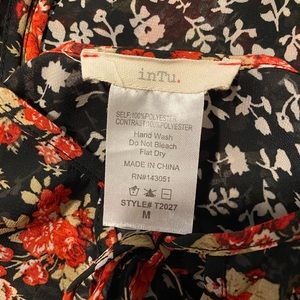 inTu.
SELF:100%POLYESTER
CONTRAST:100%POLYESTER
Hand Wash
Do Not Bleach
Flat Dry
MADE IN CHINA
RN#143051
STYLE# T2027
M